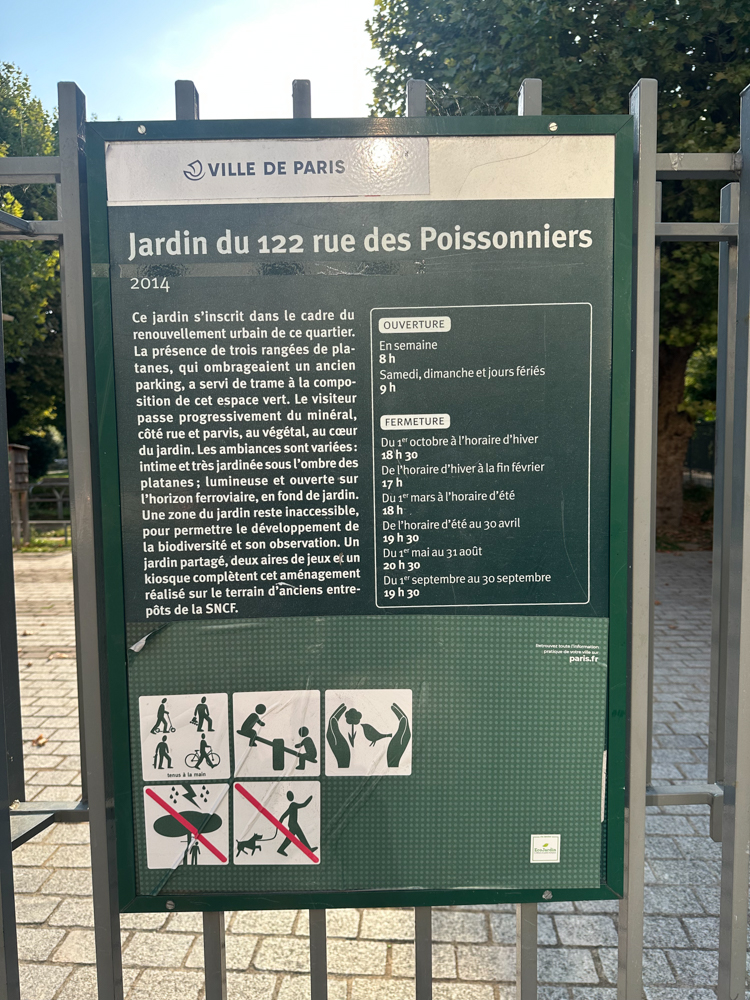 VILLE DE PARIS
Jardin du 122 rue des Poissonniers
2014
Ce jardin s'inscrit dans le cadre du
renouvellement urbain de ce quartier.
La présence de trois rangées de pla-
tanes, qui ombrageaient un ancien
parking, a servi de trame à la compo-
sition de cet espace vert. Le visiteur
passe progressivement du minéral,
côté rue et parvis, au végétal, au cœur
du jardin. Les ambiances sont variées :
intime et très jardinée sous l'ombre des
platanes ; lumineuse et ouverte sur
l'horizon ferroviaire, en fond de jardin.
Une zone du jardin reste inaccessible,
pour permettre le développement de
la biodiversité et son observation. Un
jardin partagé, deux aires de jeux et un
kiosque complètent cet aménagement
réalisé sur le terrain d'anciens entre-
pôts de la SNCF.
OUVERTURE
En semaine
8 h
Samedi, dimanche et jours fériés
9 h
FERMETURE
Du 1er octobre à l'horaire d'hiver
18 h 30
De l'horaire d'hiver à la fin février
17 h
Du 1er mars à l'horaire d'été
18 h
De l'horaire d'été au 30 avril
19 h 30
Du 1er mai au 31 août
20 h 30
Du 1er septembre au 30 septembre
19 h 30
Retrouvez toute l'information
pratique de votre ville sur
paris.fr
tenus à la main
EcoJardin